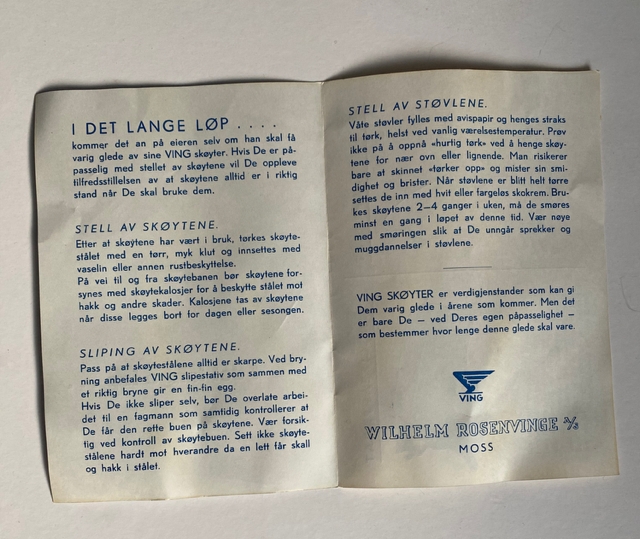 I DET LANGE LØP . . . .
kommer det an på eieren selv om han skal få
varig glede av sine VING skøyter. Hvis De er på-
passelig med stellet av skøytene vil De oppleve
tilfredsstillelsen av at skøytene alltid er i riktig
stand når De skal bruke dem.
STELL AV SKØYTENE.
Etter at skøytene har vært i bruk, tørkes skøyte-
stålet med en tørr, myk klut og innsettes med
vaselin eller annen rustbeskyttelse.
På vei til og fra skøytebanen bør skøytene for-
synes med skøytekalosjer for å beskytte stålet mot
hakk og andre skader. Kalosjene tas av skøytene
når disse legges bort for dagen eller sesongen.
SLIPING AV SKØYTENE.
Pass på at skøytestålene alltid er skarpe. Ved bry-
ning anbefales VING slipestativ som sammen med
et riktig bryne gir en fin-fin egg.
Hvis De ikke sliper selv, bør De overlate arbei-
det til en fagmann som samtidig kontrollerer at
De får den rette buen på skøytene. Vær forsik-
tig ved kontroll av skøytebuen. Sett ikke skøyte-
stålene hardt mot hverandre da en lett får skall
og hakk i stålet.
STELL AV STØVLENE.
Våte støvler fylles med avispapir og henges straks
til tørk, helst ved vanlig værelsestemperatur. Prøv
ikke på å oppnå «hurtig tørk» ved å henge skøy-
tene for nær ovn eller lignende. Man risikerer
bare at skinnet «tørker opp» og mister sin smi-
dighet og brister. Når støvlene er blitt helt tørre
settes de inn med hvit eller fargeløs skokrem. Bru-
kes skøytene 2—4 ganger i uken, må de smøres
minst en gang i løpet av denne tid. Vær nøye
med smøringen slik at De unngår sprekker og
muggdannelser i støvlene.
VING SKØYTER er verdigjenstander som kan gi
Dem varig glede i årene som kommer. Men det
er bare De — ved Deres egen påpasselighet —
som bestemmer hvor lenge denne glede skal vare.
VING
WILHELM ROSENVINGE A/S
MOSS